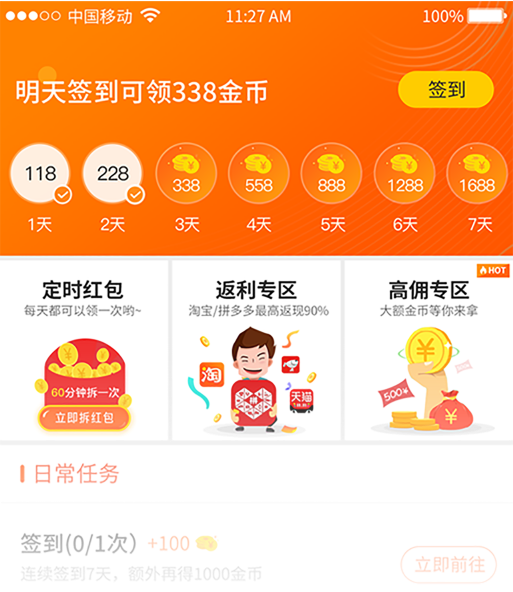 中国移动 11:27 AM 100%
明天签到可领338金币
签到
118 228 338 558 888 1288 1688
1天 2天 3天 4天 5天 6天 7天
HOT
定时红包 返利专区 高佣专区
每天都可以领一次哟~ 淘宝/拼多多最高返现90% 大额金币等你来拿
淘
天猫
500¥
60分钟拆一次
立即拆红包
日常任务
签到(0/1次) +100
立即前往
连续签到7天，额外再得1000金币